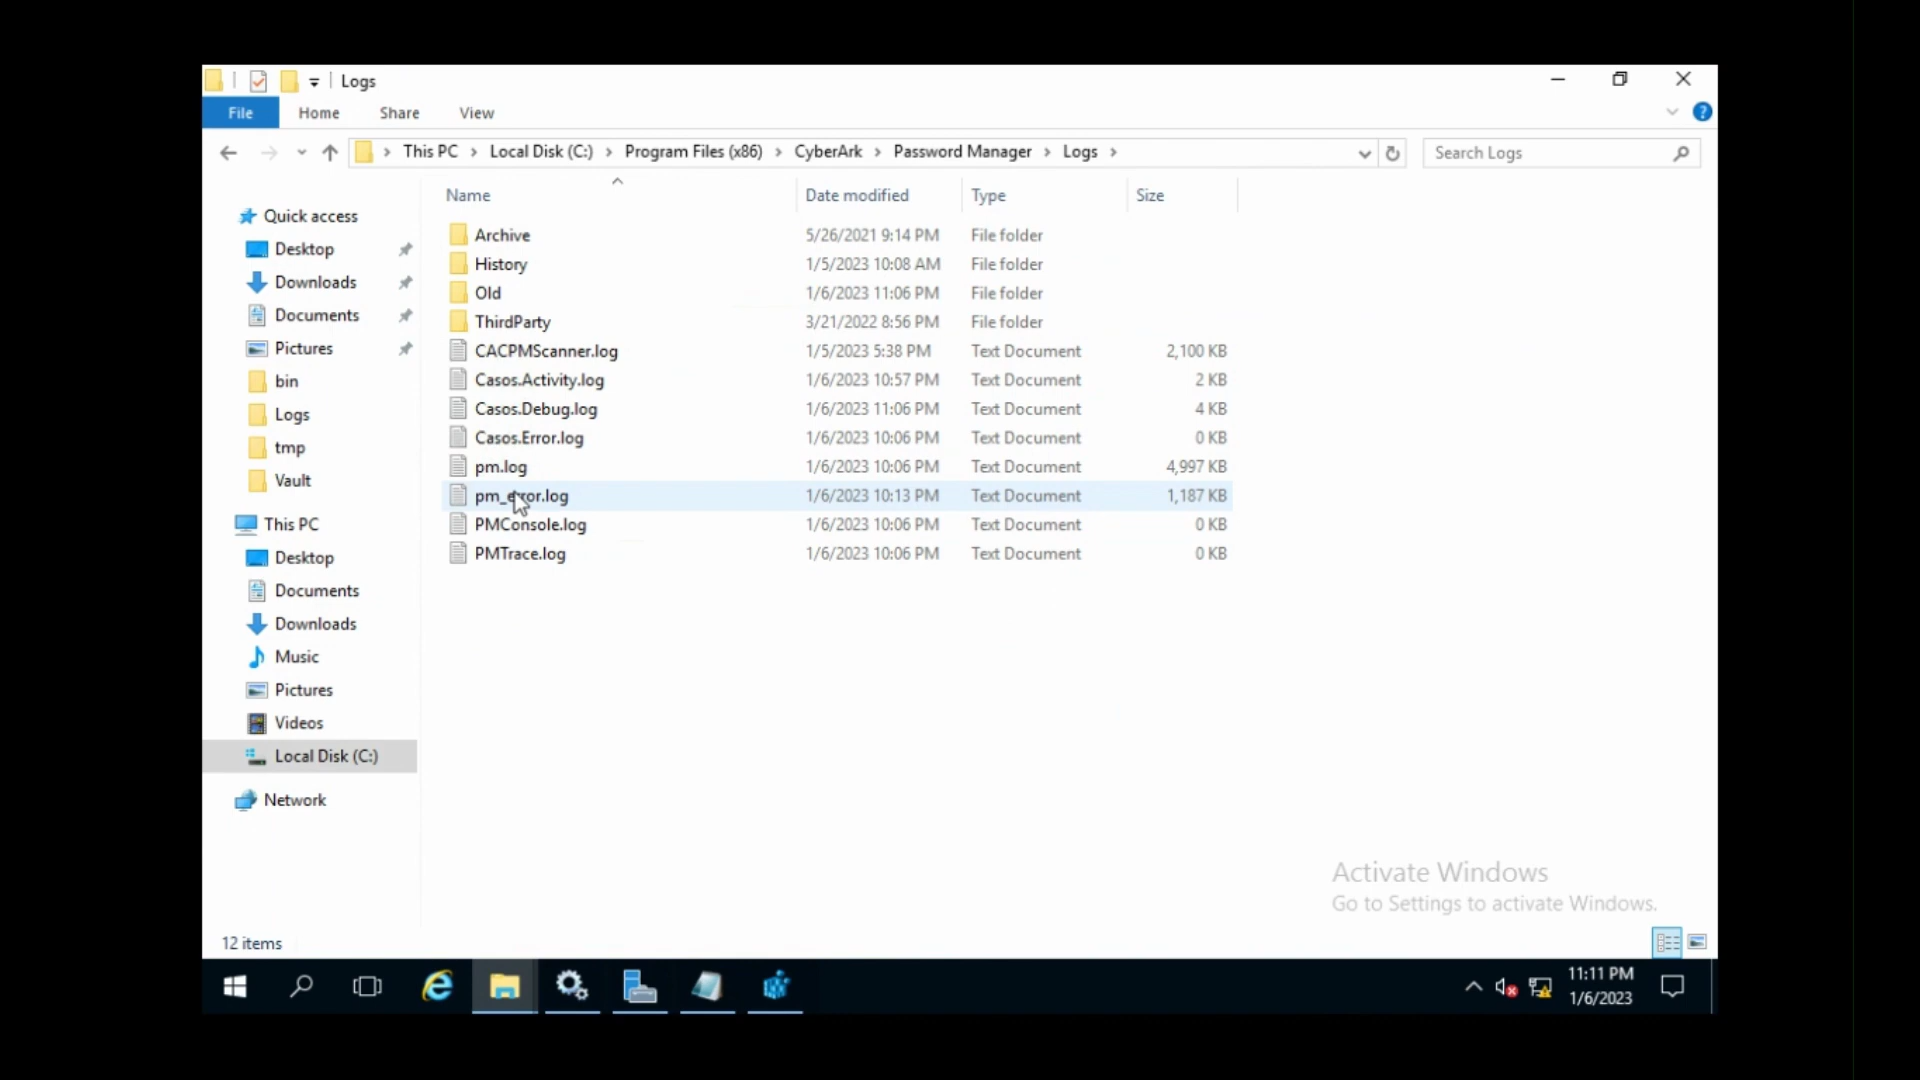 Logs
File Home Share View
This PC Local Disk (C:) Program Files (x86) CyberArk Password Manager Logs
Search Logs
Name Date modified Type Size
Quick access
Desktop
Downloads
Documents
Pictures
bin
Logs
tmp
Vault
This PC
Desktop
Documents
Downloads
Music
Pictures
Videos
Local Disk (C:)
Network
Archive 5/26/2021 9:14 PM File folder
History 1/5/2023 10:08 AM File folder
Old 1/6/2023 11:06 PM File folder
ThirdParty 3/21/2022 8:56 PM File folder
CACPMScanner.log 1/5/2023 5:38 PM Text Document 2,100 KB
Casos.Activity.log 1/6/2023 10:57 PM Text Document 2 KB
Casos.Debug.log 1/6/2023 11:06 PM Text Document 4 KB
Casos.Error.log 1/6/2023 10:06 PM Text Document 0 KB
pm.log 1/6/2023 10:06 PM Text Document 4,997 KB
pm_error.log 1/6/2023 10:13 PM Text Document 1,187 KB
PMConsole.log 1/6/2023 10:06 PM Text Document 0 KB
PMTrace.log 1/6/2023 10:06 PM Text Document 0 KB
Activate Windows
Go to Settings to activate Windows.
12 items
11:11 PM
1/6/2023